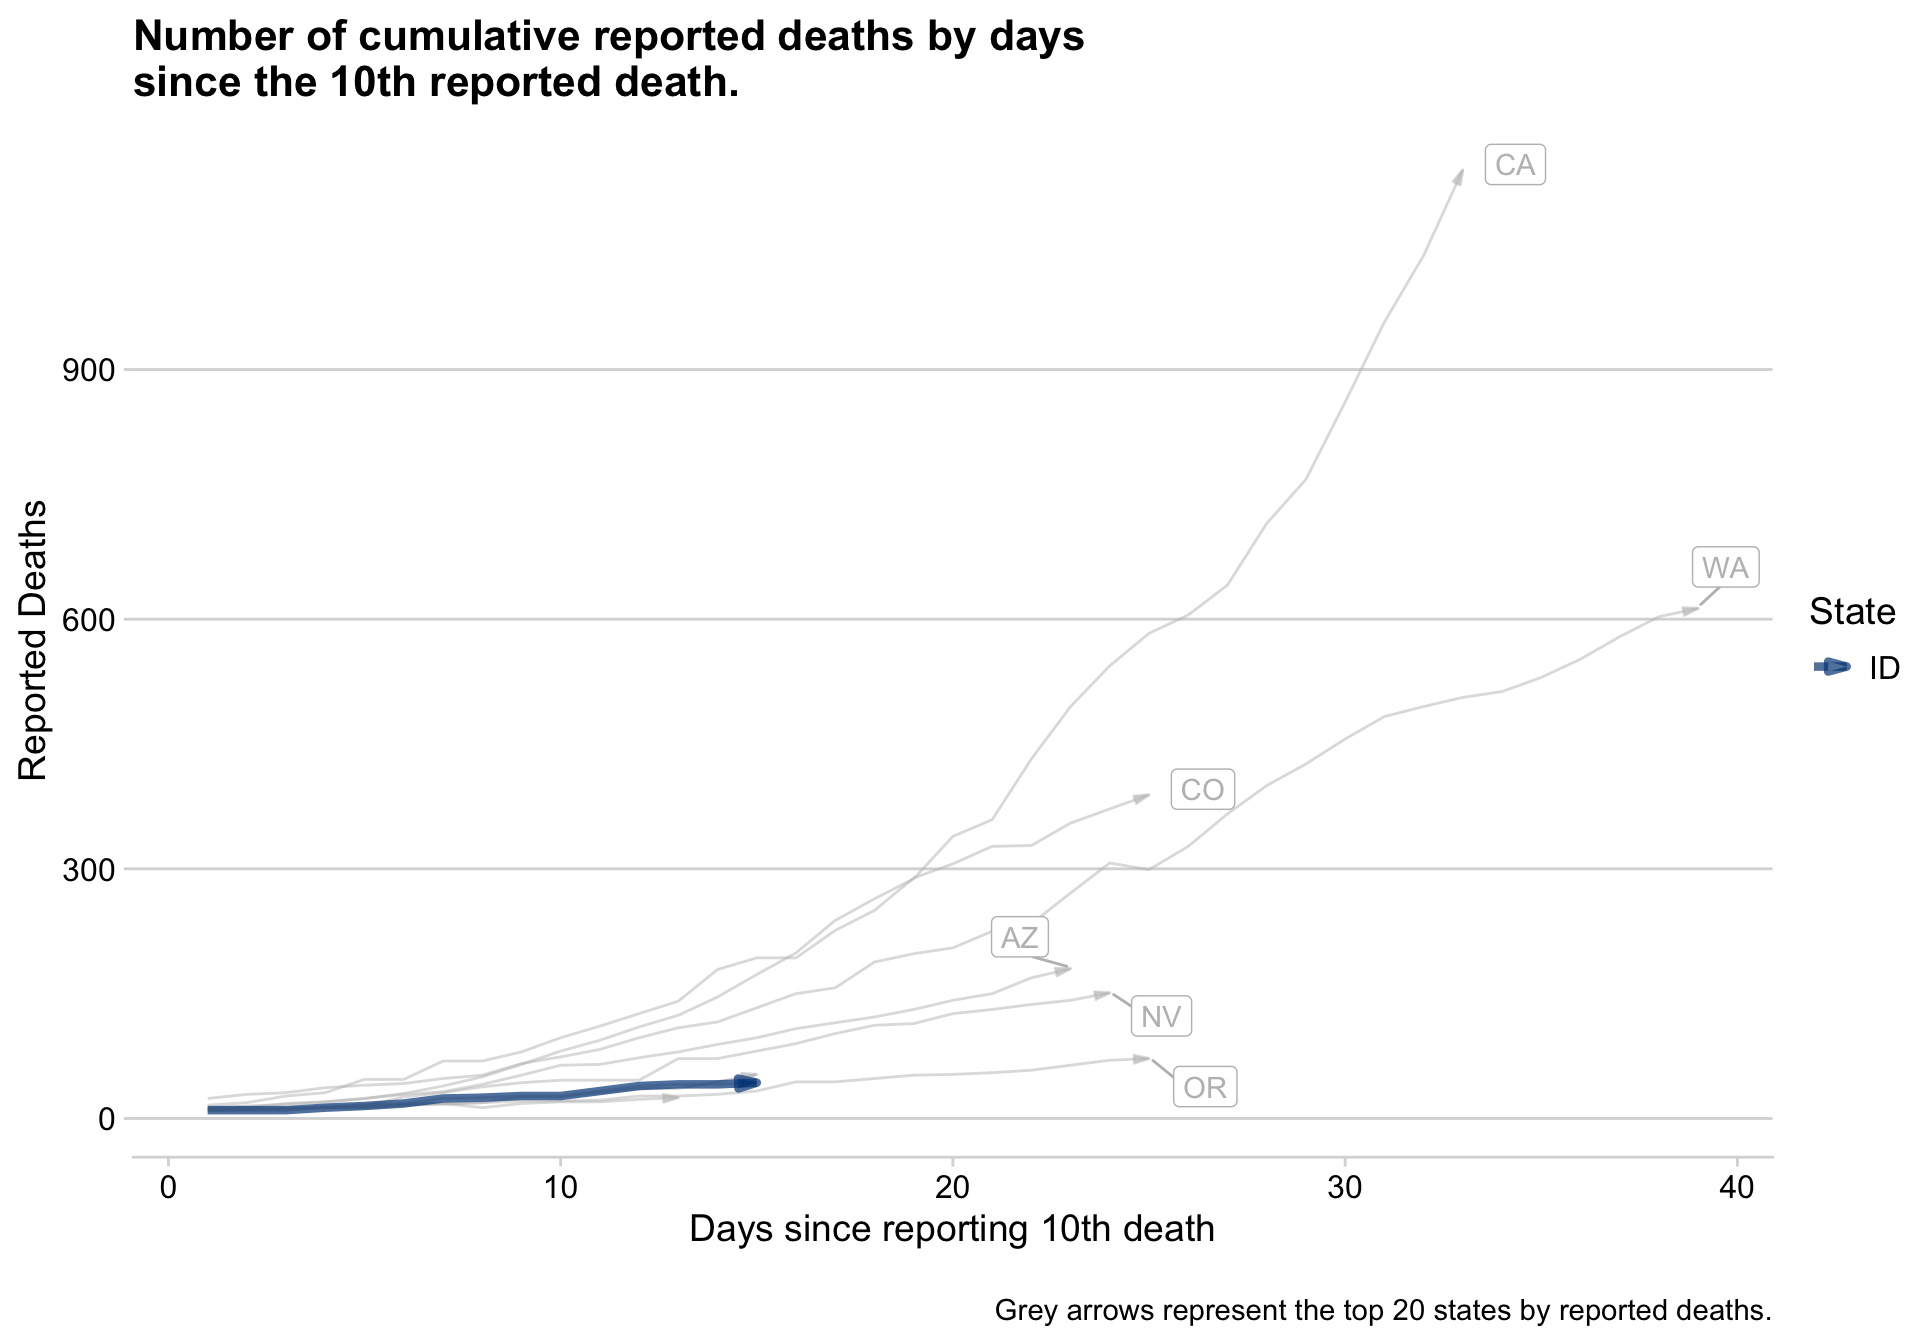 Number of cumulative reported deaths by days
since the 10th reported death.
CA
900
WA
600
State
ID
Reported Deaths
CO
300
AZ
NV
OR
0
0 10 20 30 40
Days since reporting 10th death
Grey arrows represent the top 20 states by reported deaths.